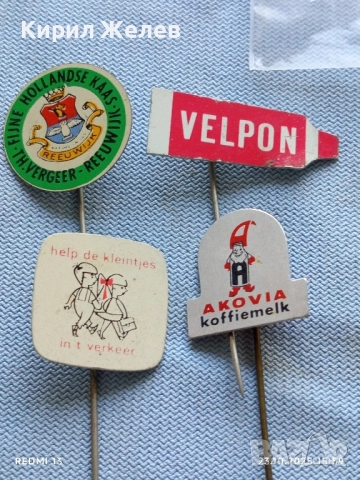 Кирил Желев
FIJNE HOLLANDSE KAAS
TH. VERGEER - REEUWIJK
REEUWIJK
VELPON
help de kleintjes
in t verkeer
A
AKOVIA
koffiemelk
REDMI 13